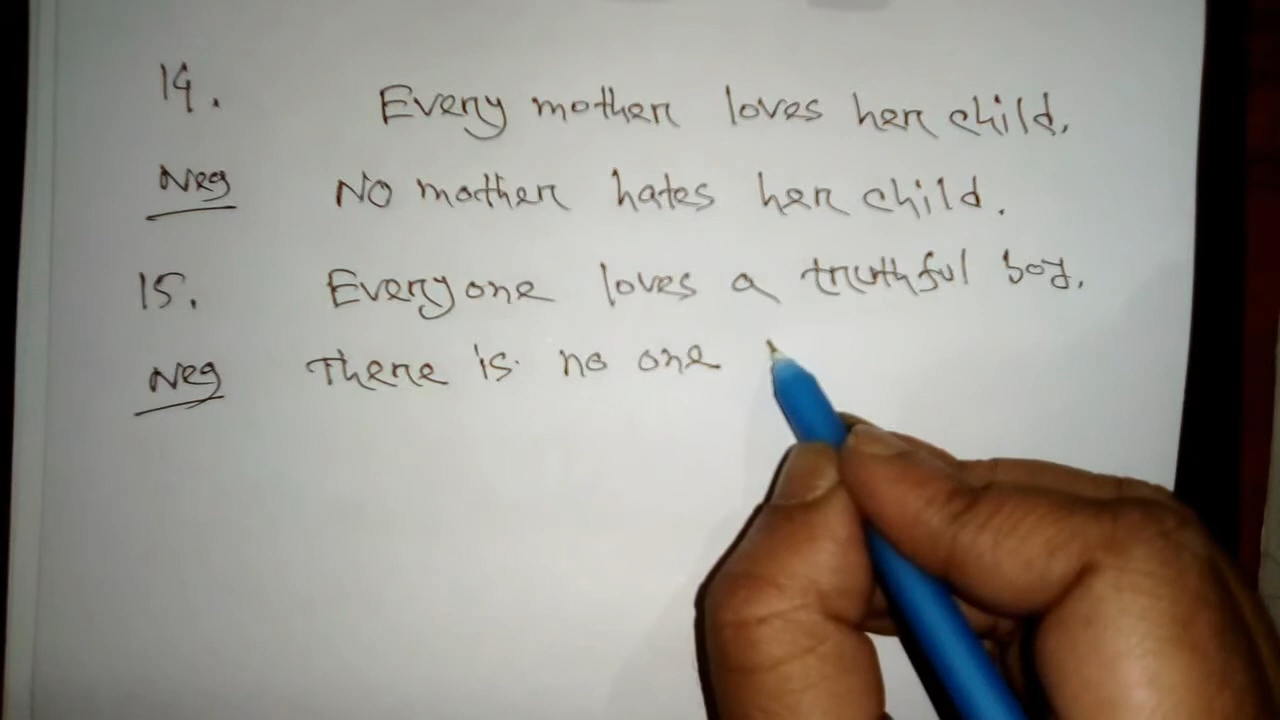 14. Every mother loves her child.
Neg No mother hates her child.
15. Everyone loves a truthful boy.
Neg There is no one